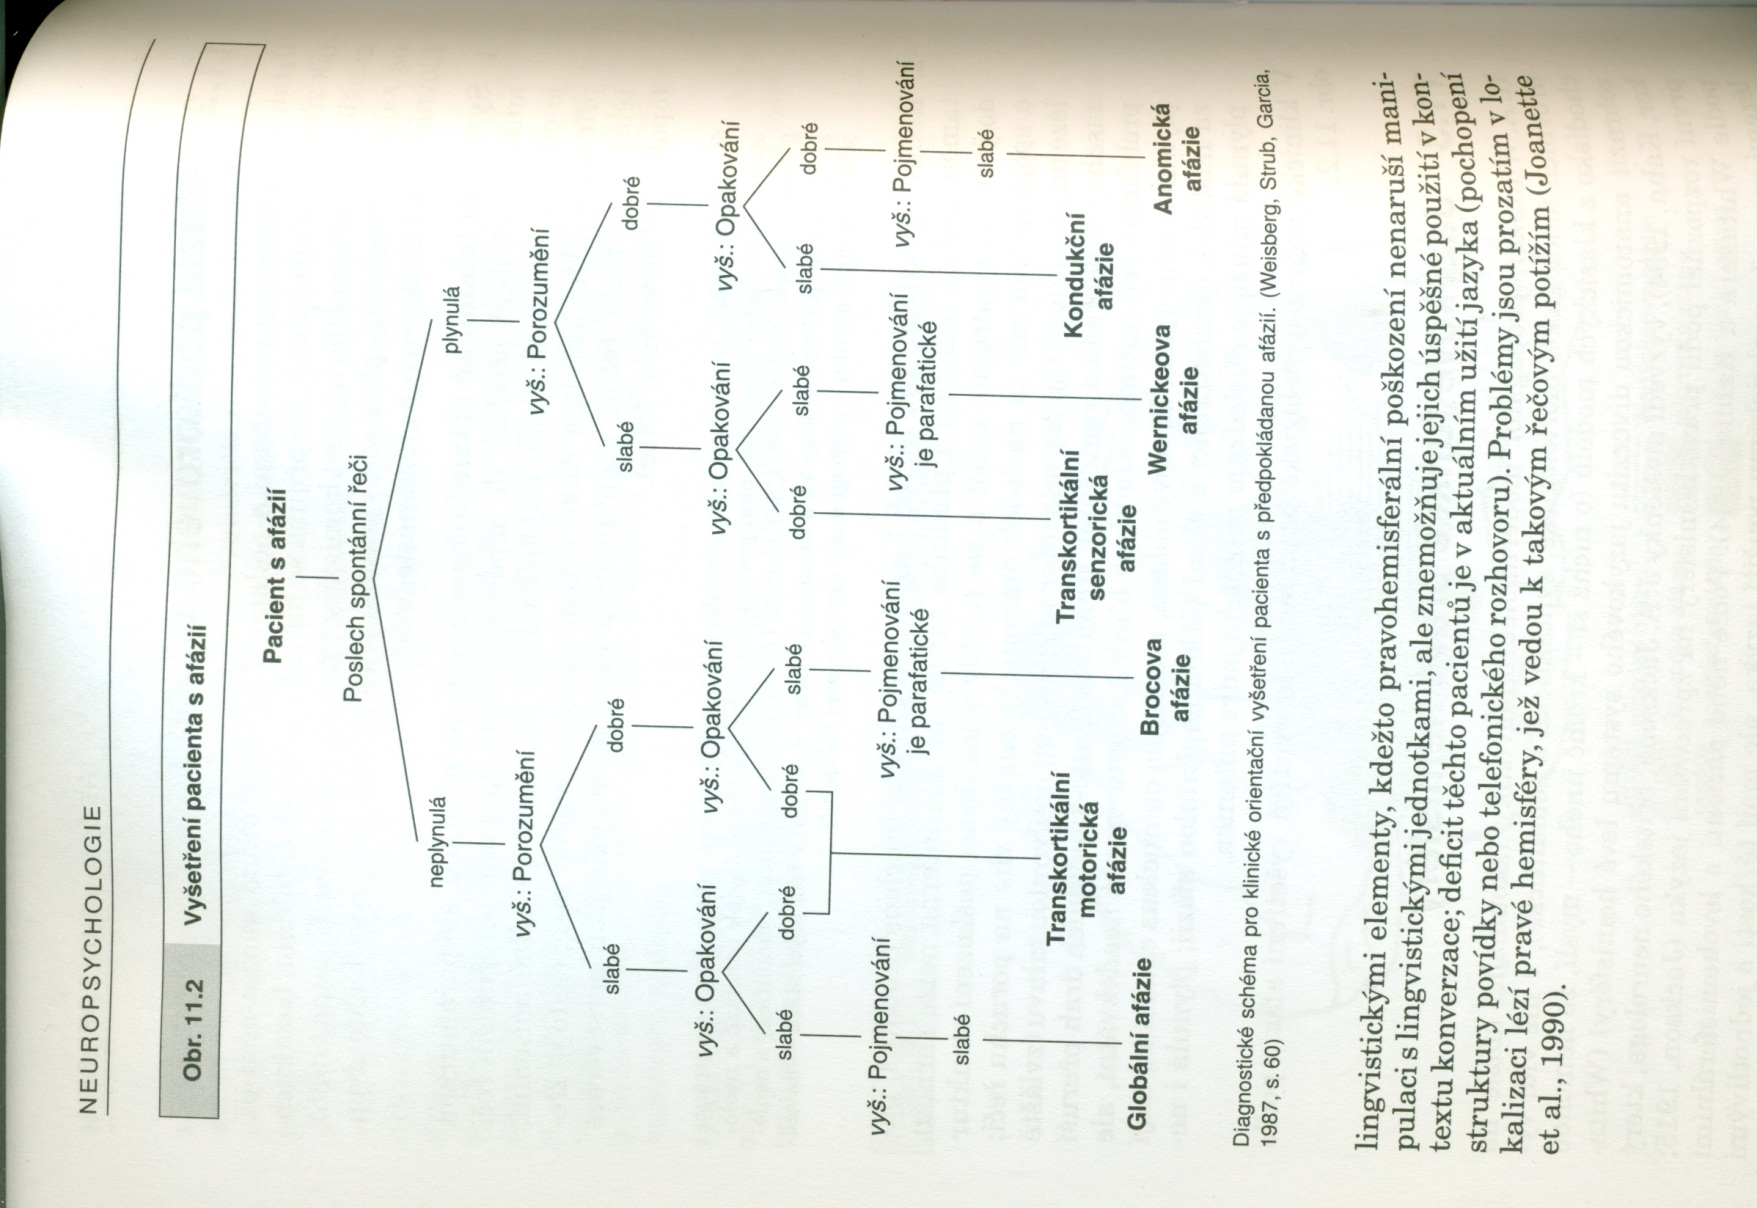 NEUROPSYCHOLOGIE
Obr. 11.2 Vyšetření pacienta s afázií
Pacient s afázií
Poslech spontánní řeči
neplynulá plynulá
vyš.: Porozumění vyš.: Porozumění
slabé dobré slabé dobré
vyš.: Opakování vyš.: Opakování vyš.: Opakování vyš.: Opakování
slabé dobré dobré slabé dobré slabé slabé dobré
vyš.: Pojmenování vyš.: Pojmenování vyš.: Pojmenování vyš.: Pojmenování
je parafatické je parafatické
slabé slabé
Transkortikální Transkortikální Kondukční
motorická senzorická afázie
afázie afázie
Globální afázie Brocova Wernickeova Anomická
afázie afázie afázie
Diagnostické schéma pro klinické orientační vyšetření pacienta s předpokládanou afázií. (Weisberg, Strub, Garcia,
1987, s. 60)
lingvistickými elementy, kdežto pravohemisferální poškození nenaruší mani-
pulaci s lingvistickými jednotkami, ale znemožňuje jejich úspěšné použití v kon-
textu konverzace; deficit těchto pacientů je v aktuálním užití jazyka (pochopení
struktury povídky nebo telefonického rozhovoru). Problémy jsou prozatím v lo-
kalizaci lézí pravé hemisféry, jež vedou k takovým řečovým potížím (Joanette
et al., 1990).